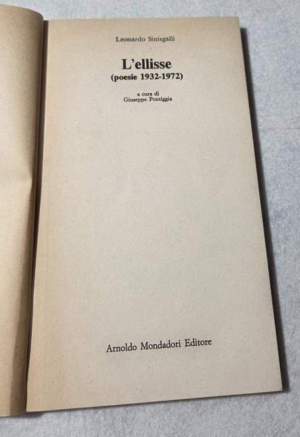 Leonardo Sinisgalli
L'ellisse
(poesie 1932-1972)
a cura di
Giuseppe Pontiggia
Arnoldo Mondadori Editore